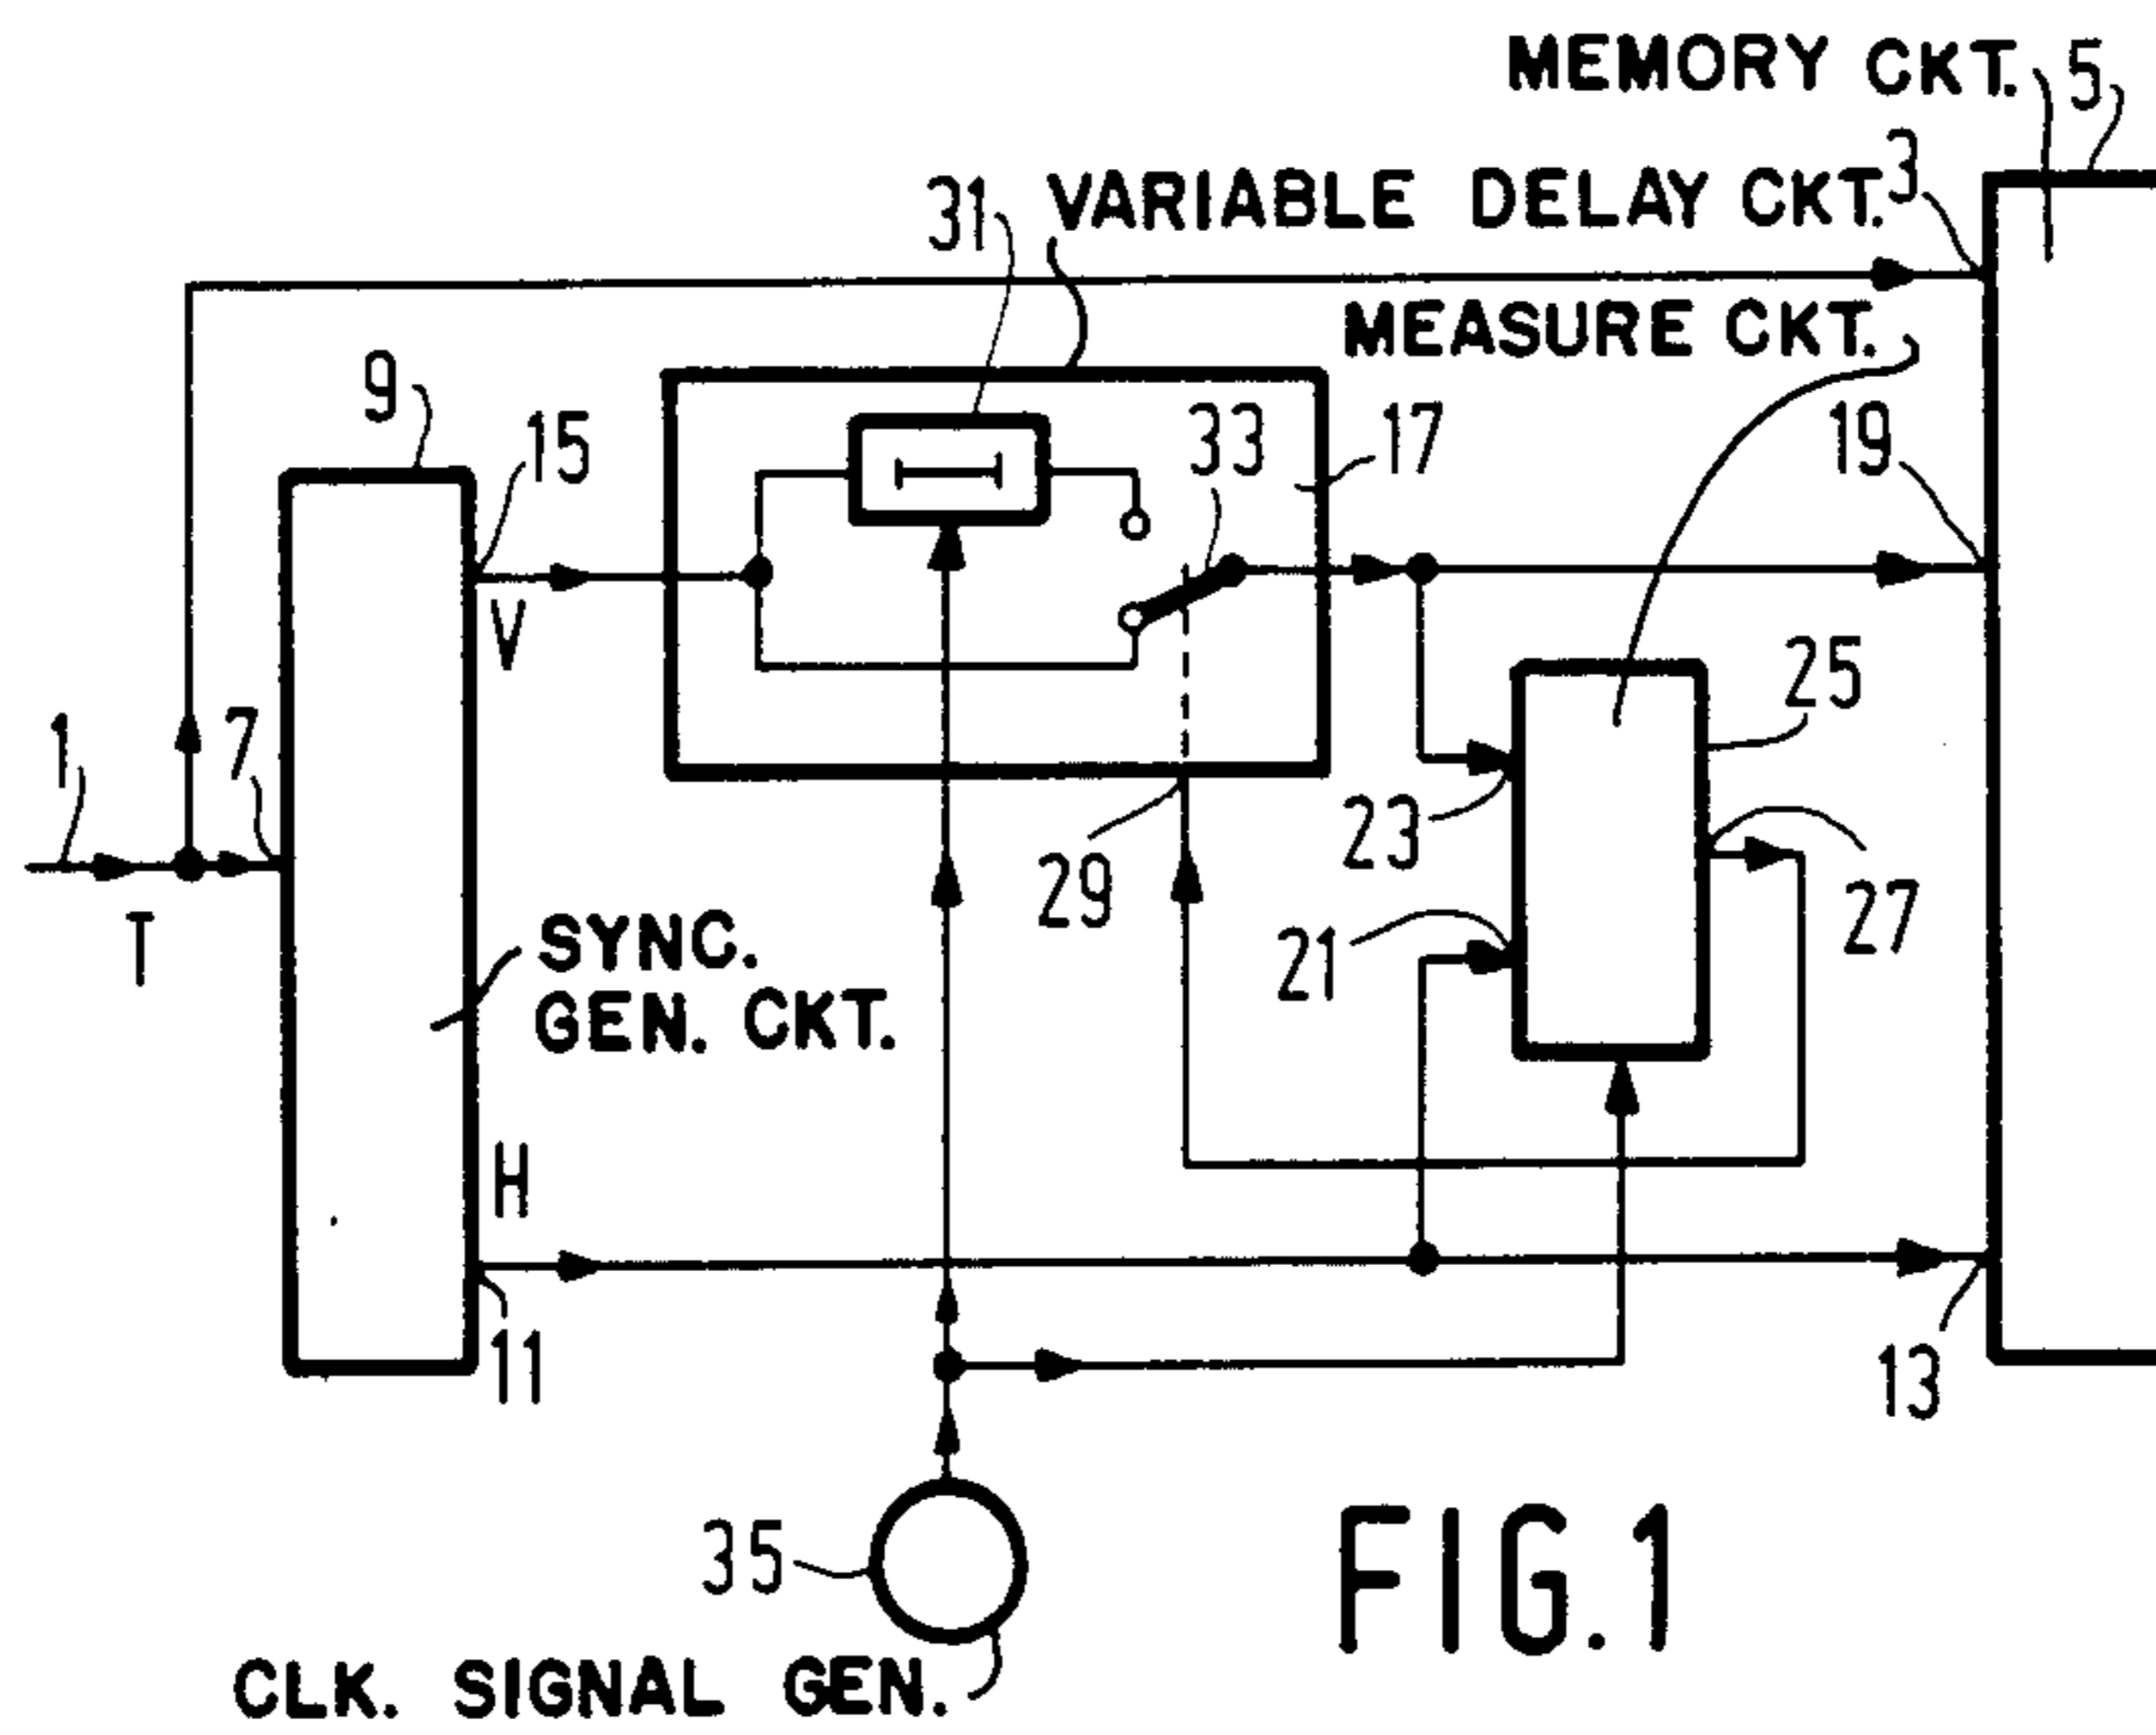 MEMORY CKT. 5
3
31 VARIABLE DELAY CKT.
MEASURE CKT.
9 15 33 17 19
V
25
1 7
23
29
27
T
SYNC.
GEN. CKT.
21
H
11
13
35
FIG.1
CLK. SIGNAL GEN.